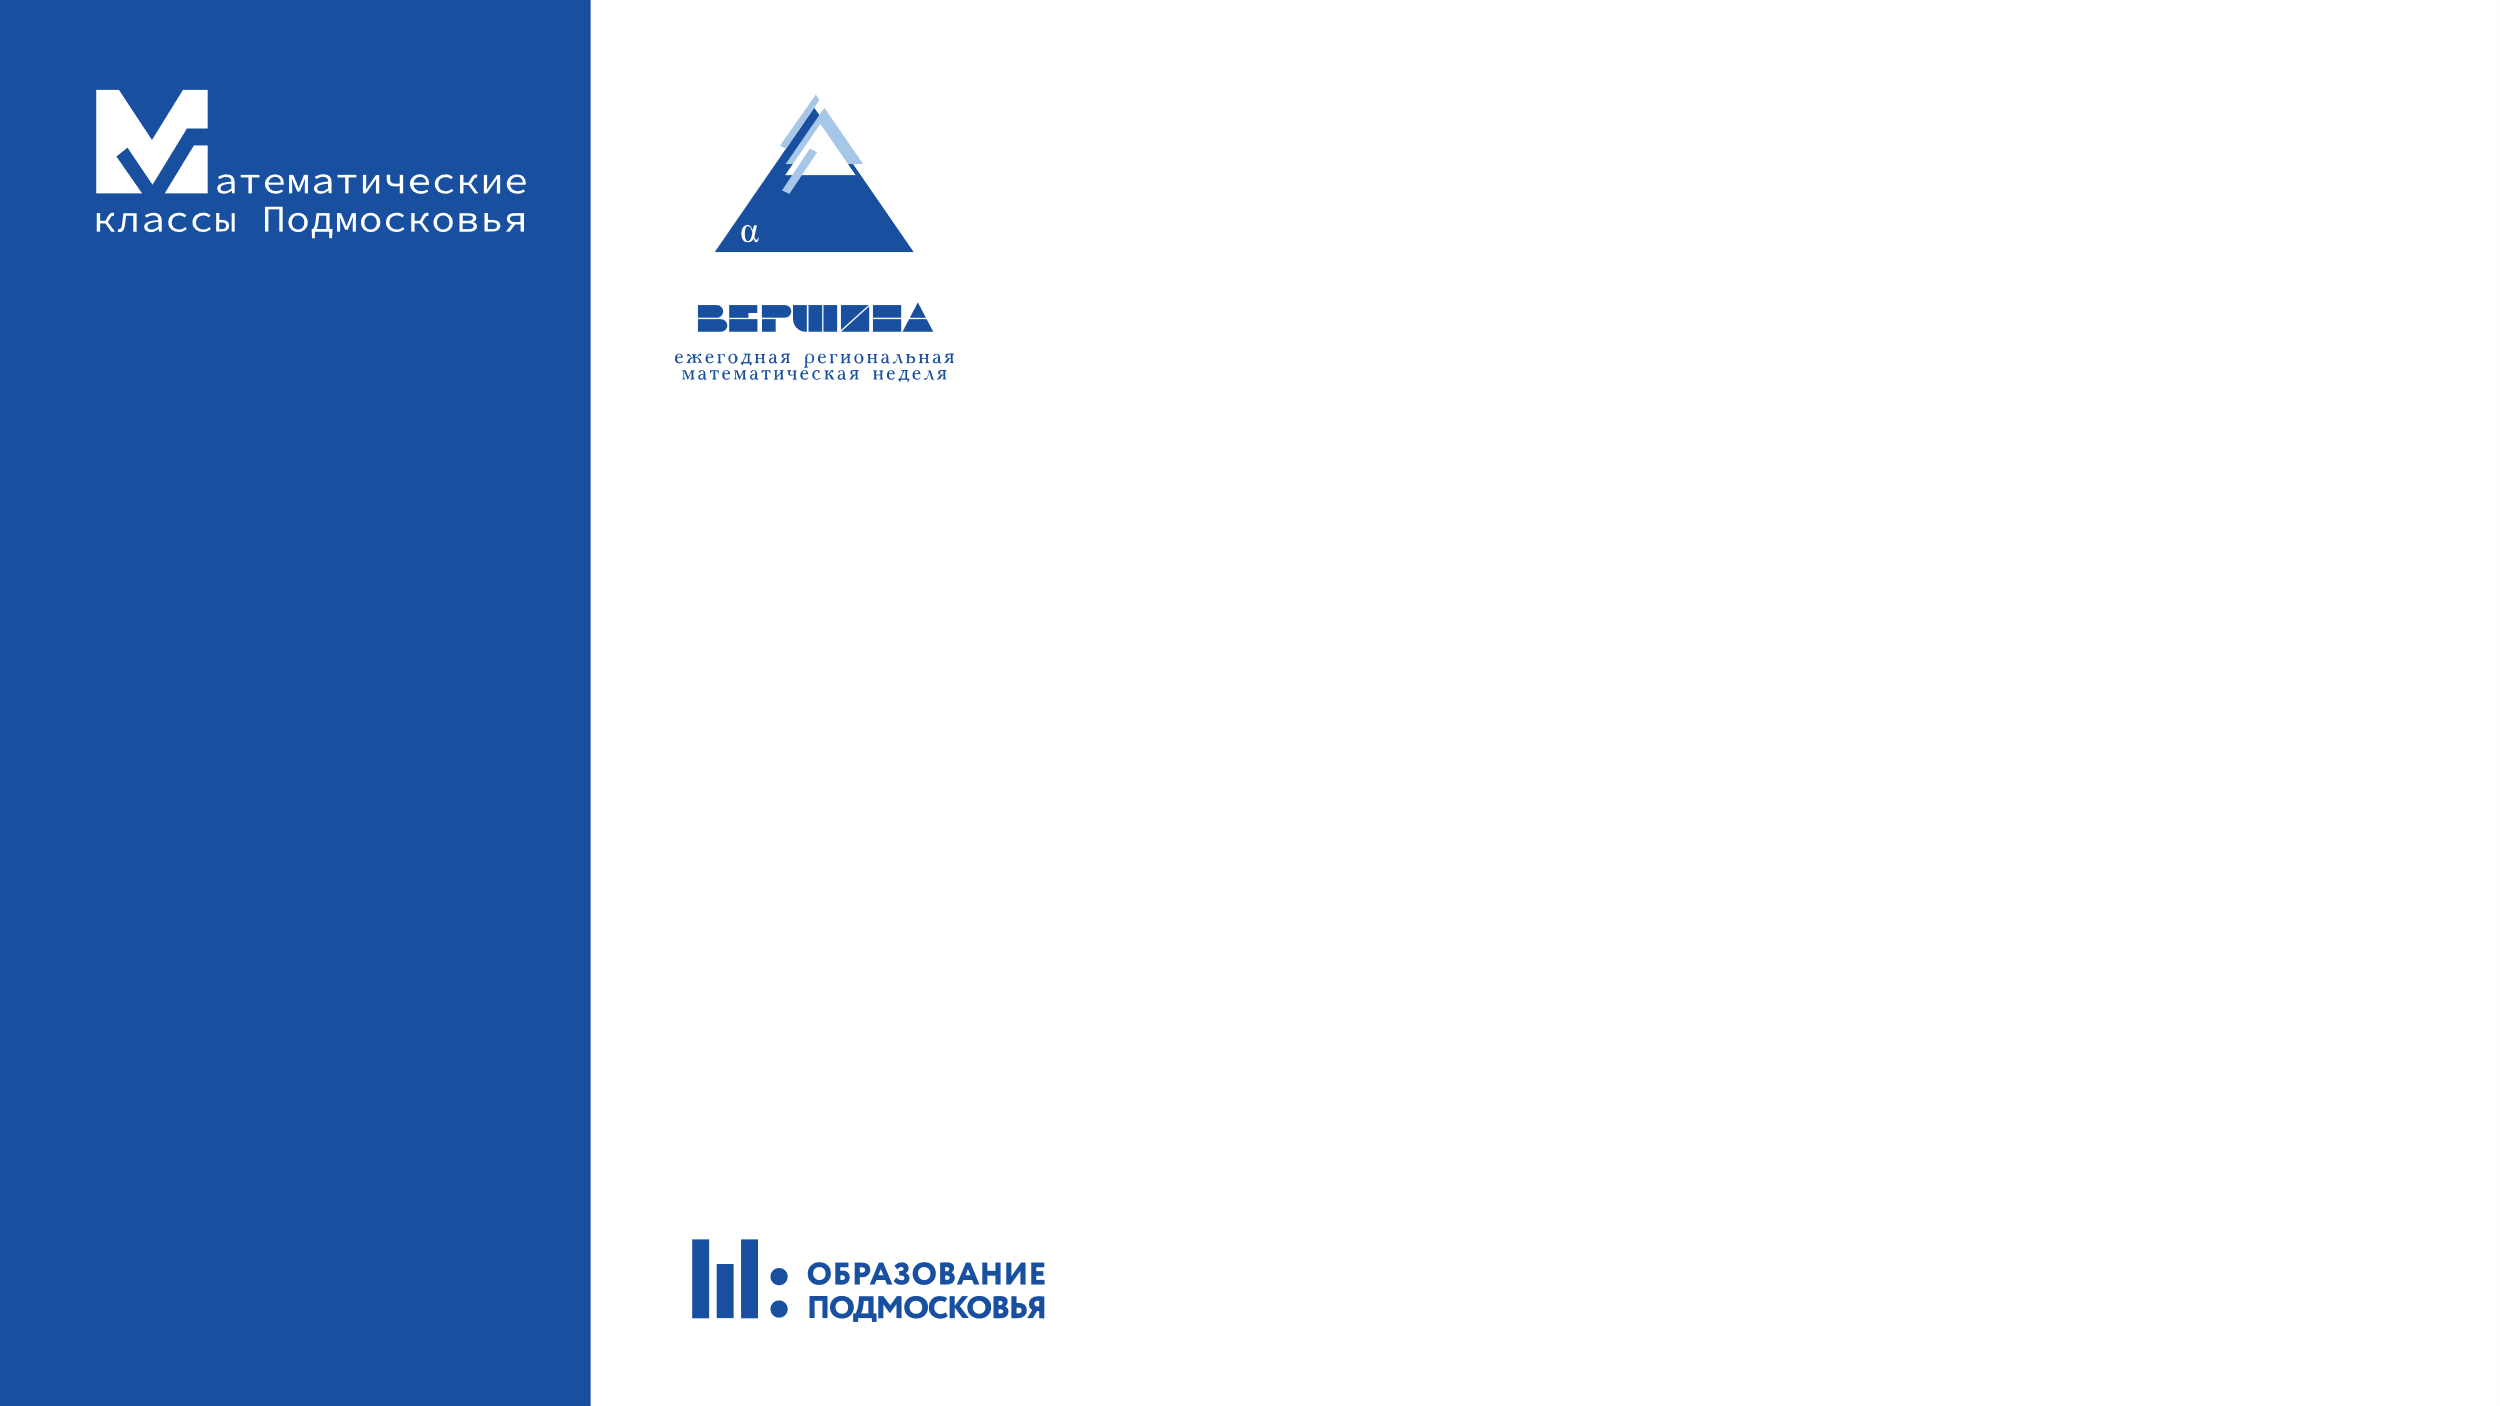 Математические
классы Подмосковья
α
ВЕРШИНА
ежегодная региональная
математическая неделя
ОБРАЗОВАНИЕ
ПОДМОСКОВЬЯ